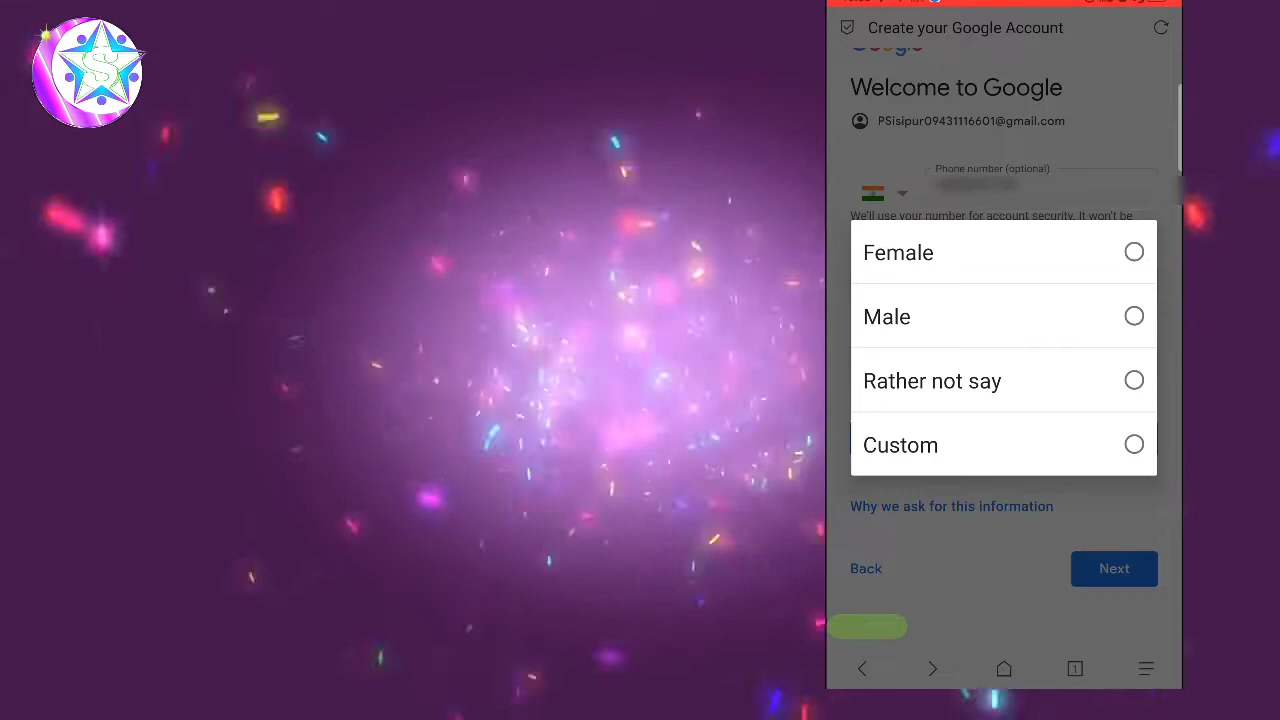 S
Create your Google Account
Google
Welcome to Google
PSisipur09431116601@gmail.com
Phone number (optional)
We'll use your number for account security. It won't be
Female
Male
Rather not say
Custom
Why we ask for this information
Back
Next
1